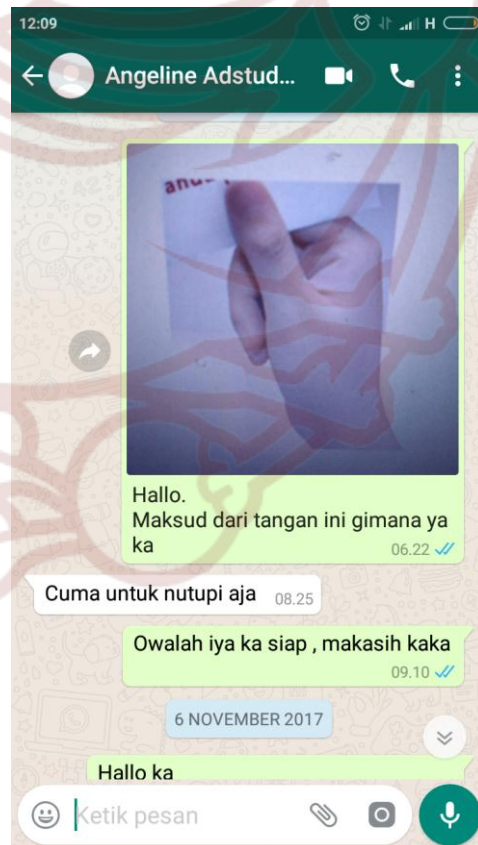 12:09
H
Angeline Adstud...
Hallo.
Maksud dari tangan ini gimana ya
ka
06.22
Cuma untuk nutupi aja 08.25
Owalah iya ka siap , makasih kaka
09.10
6 NOVEMBER 2017
Hallo ka
Ketik pesan